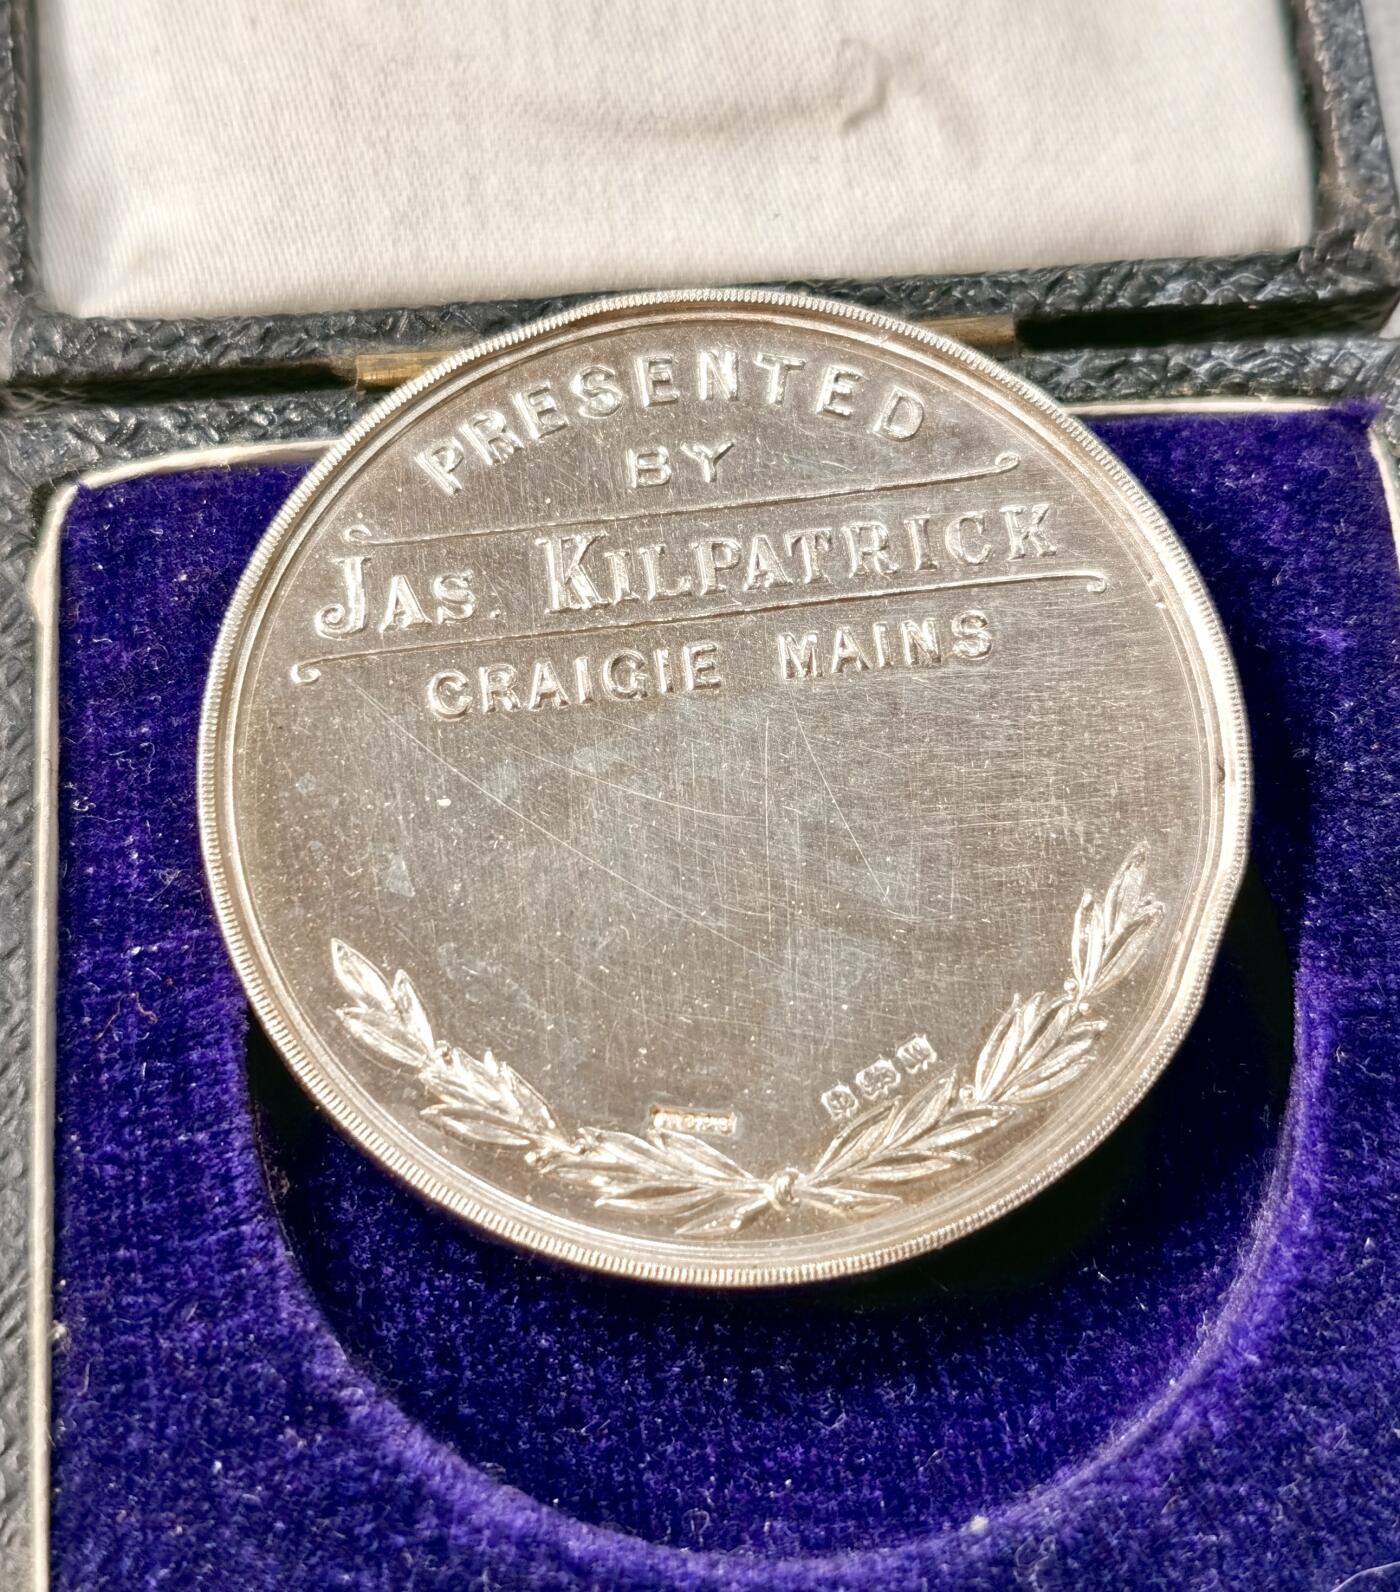 PRESENTED
BY
JAS. KILPATRICK
CRAIGIE MAINS